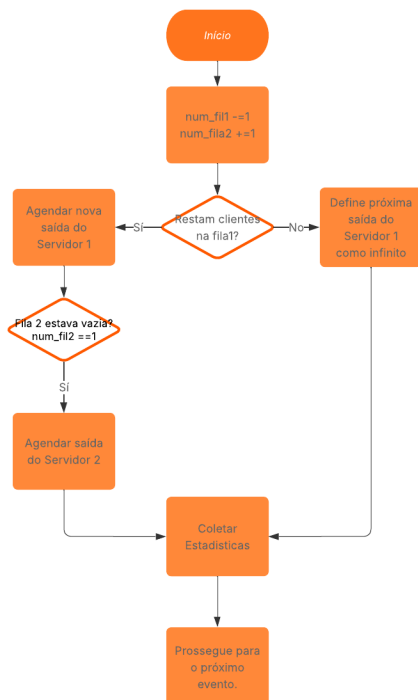 Início
num_fil1 -=1
num_fila2 +=1
Restam clientes
na fila1?
Sí
No
Agendar nova
saída do
Servidor 1
Define próxima
saída do
Servidor 1
como infinito
Fila 2 estava vazia?
num_fil2 ==1
Sí
Agendar saída
do Servidor 2
Coletar
Estadísticas
Prossegue para
o próximo
evento.